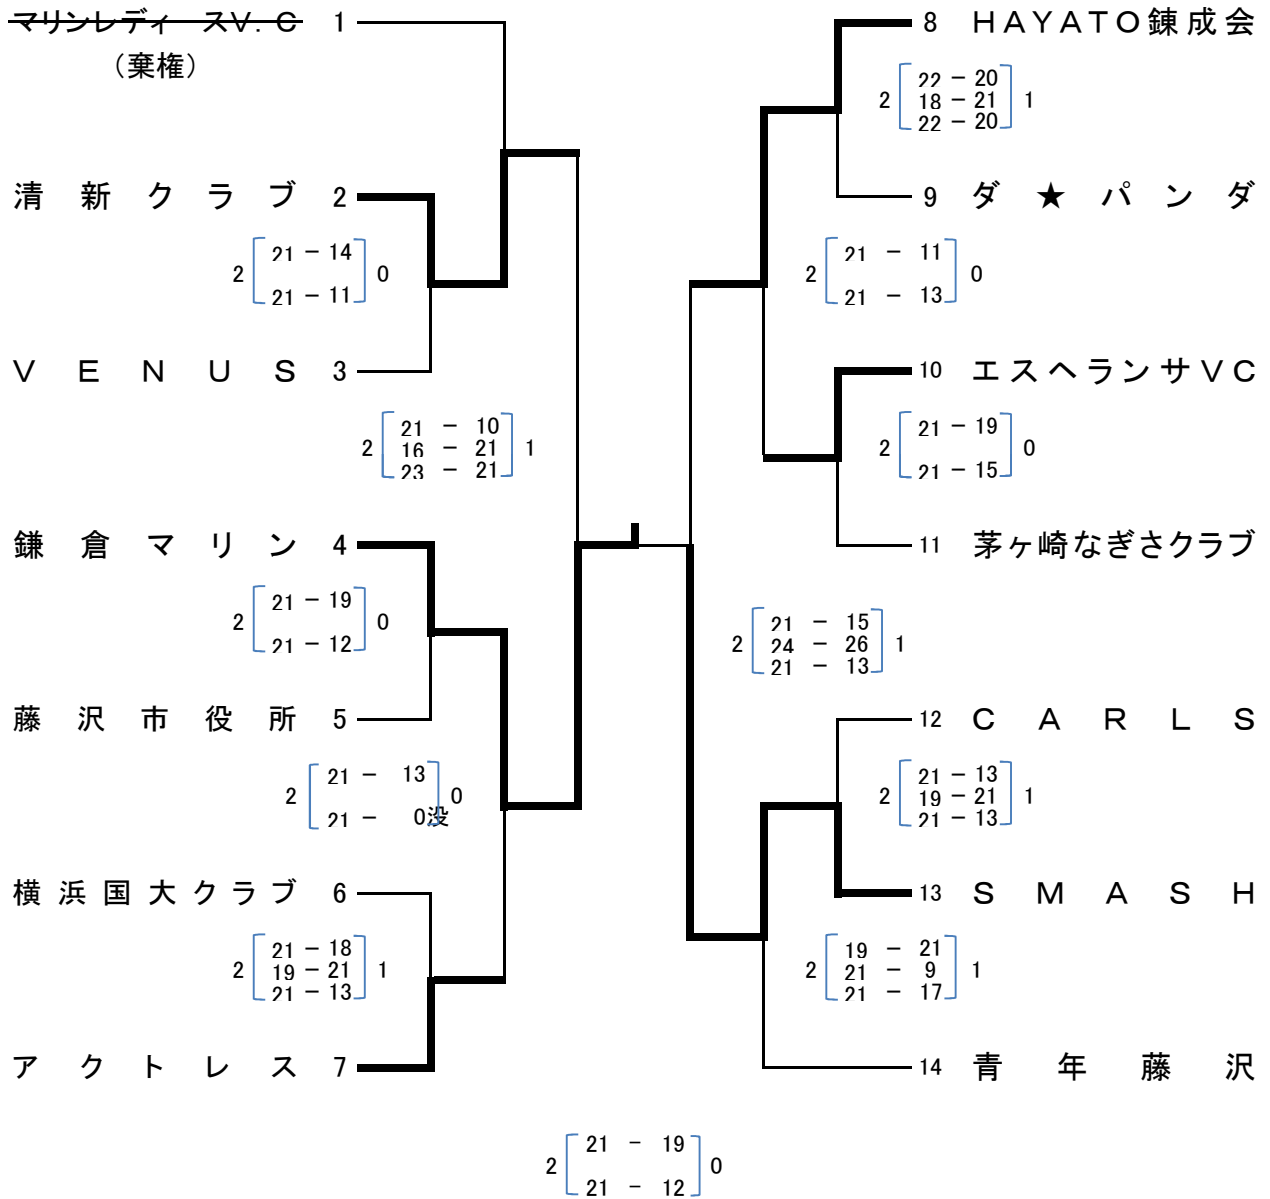 マリンレディースV.C 1
（棄権）
清新クラブ 2
2 21 － 14 0
21 － 11
VENUS 3
2 21 － 10 1
16 － 21
23 － 21
鎌倉マリン 4
2 21 － 19 0
21 － 12
藤沢市役所 5
2 21 － 13 0
21 － 0没
横浜国大クラブ 6
2 21 － 18 1
19 － 21
21 － 13
アクトレス 7
8 HAYATO錬成会
2 22 － 20 1
18 － 21
22 － 20
9 ダ★パンダ
2 21 － 11 0
21 － 13
10 エスヘランサVC
2 21 － 19 0
21 － 15
11 茅ヶ崎なぎさクラブ
2 21 － 15 1
24 － 26
21 － 13
12 CARLS
2 21 － 13 1
19 － 21
21 － 13
13 SMASH
2 19 － 21 1
21 － 9
21 － 17
14 青年藤沢
2 21 － 19 0
21 － 12